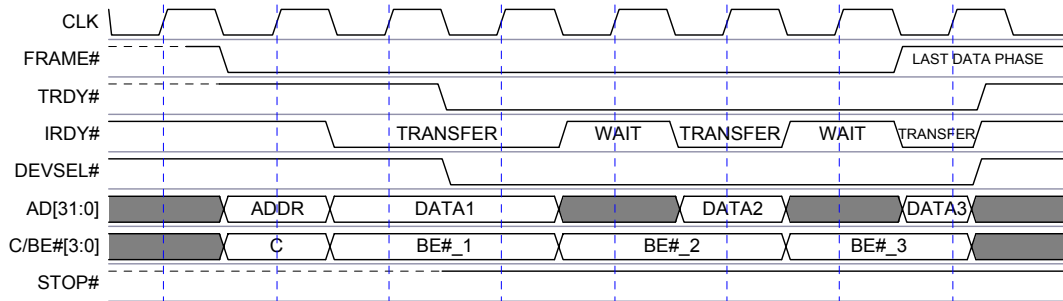 CLK
FRAME# LAST DATA PHASE
TRDY#
IRDY# TRANSFER WAIT TRANSFER WAIT TRANSFER
DEVSEL#
AD[31:0] ADDR DATA1 DATA2 DATA3
C/BE#[3:0] C BE#_1 BE#_2 BE#_3
STOP#